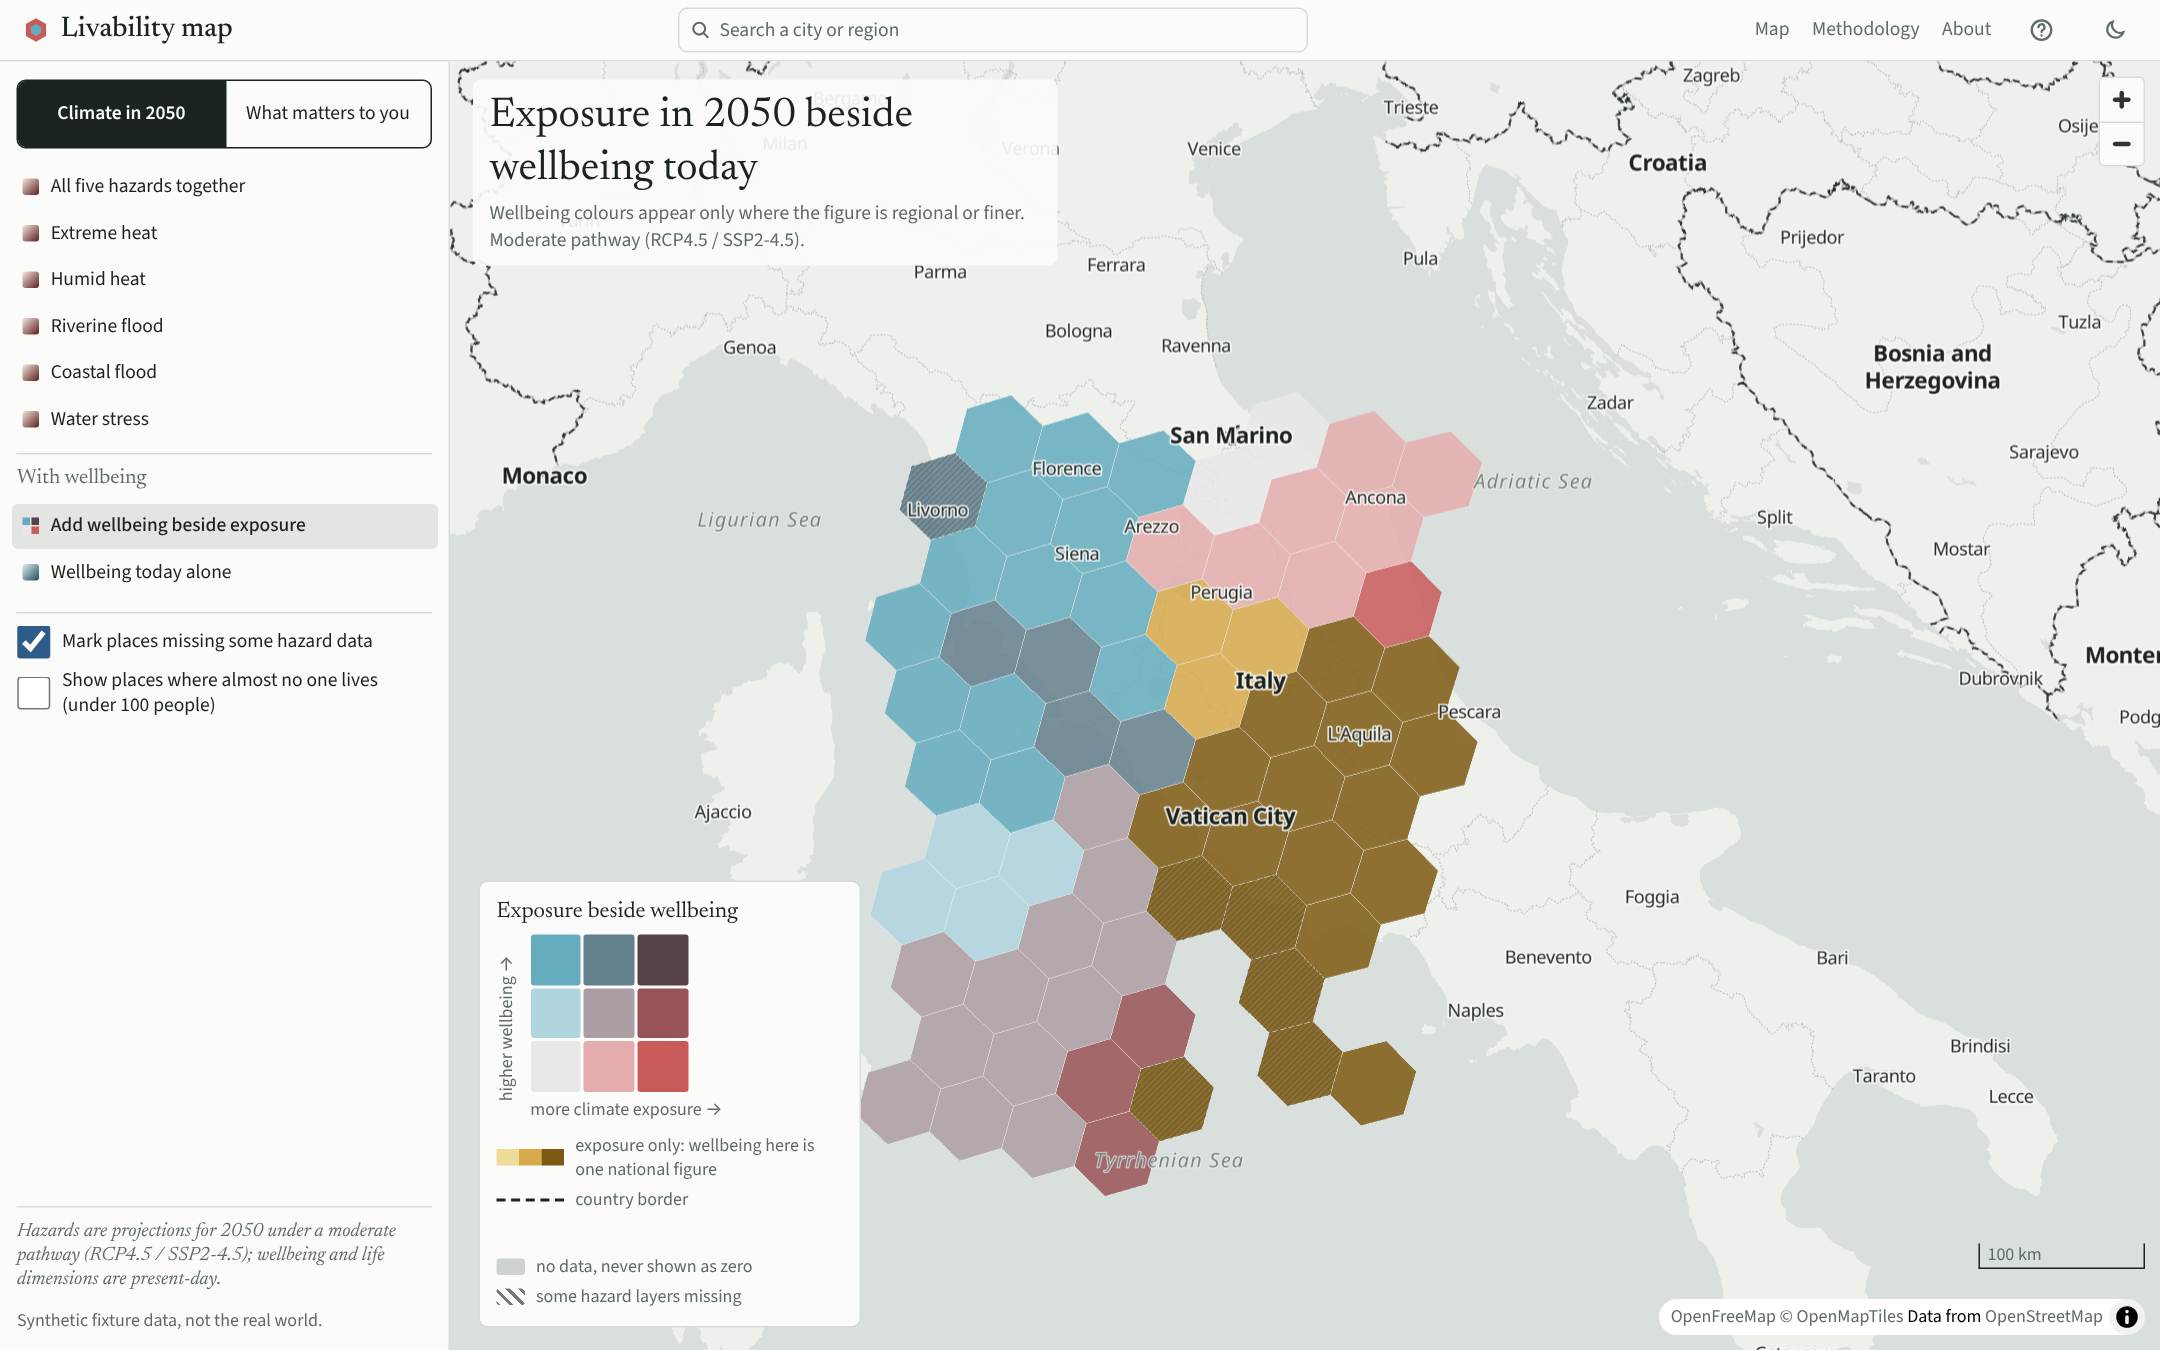 Livability map
Search a city or region
Map
Methodology
About
Climate in 2050
What matters to you
All five hazards together
Extreme heat
Humid heat
Riverine flood
Coastal flood
Water stress
With wellbeing
Add wellbeing beside exposure
Wellbeing today alone
Mark places missing some hazard data
Show places where almost no one lives
(under 100 people)
Hazards are projections for 2050 under a moderate
pathway (RCP4.5 / SSP2-4.5); wellbeing and life
dimensions are present-day.
Synthetic fixture data, not the real world.
Exposure in 2050 beside
wellbeing today
Wellbeing colours appear only where the figure is regional or finer.
Moderate pathway (RCP4.5 / SSP2-4.5).
Bergamo
Milan
Verona
Venice
Trieste
Zagreb
Osije
Croatia
Pula
Prijedor
Parma
Ferrara
Bologna
Ravenna
Genoa
Tuzla
Bosnia and
Herzegovina
Zadar
Sarajevo
San Marino
Monaco
Florence
Ancona
Adriatic Sea
Livorno
Ligurian Sea
Arezzo
Split
Siena
Mostar
Perugia
Italy
Monte
Dubrovnik
Pescara
Podg
L'Aquila
Ajaccio
Vatican City
Foggia
Benevento
Bari
Naples
Brindisi
Taranto
Lecce
Tyrrhenian Sea
Exposure beside wellbeing
higher wellbeing →
more climate exposure →
exposure only: wellbeing here is
one national figure
country border
no data, never shown as zero
some hazard layers missing
100 km
OpenFreeMap © OpenMapTiles Data from OpenStreetMap